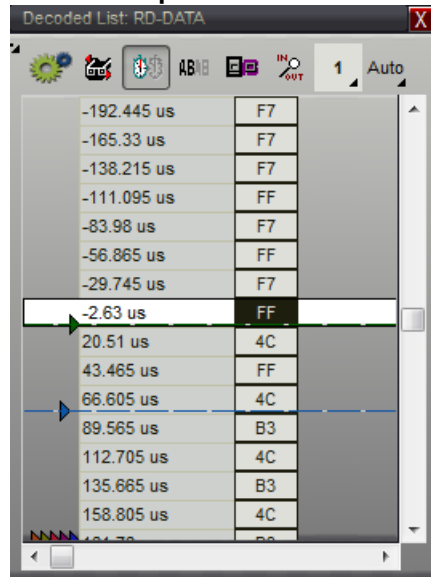 Decoded List: RD-DATA X
IN OUT 1 Auto
-192.445 us F7
-165.33 us F7
-138.215 us F7
-111.095 us FF
-83.98 us F7
-56.865 us FF
-29.745 us F7
-2.63 us FF
20.51 us 4C
43.465 us FF
66.605 us 4C
89.565 us B3
112.705 us 4C
135.665 us B3
158.805 us 4C